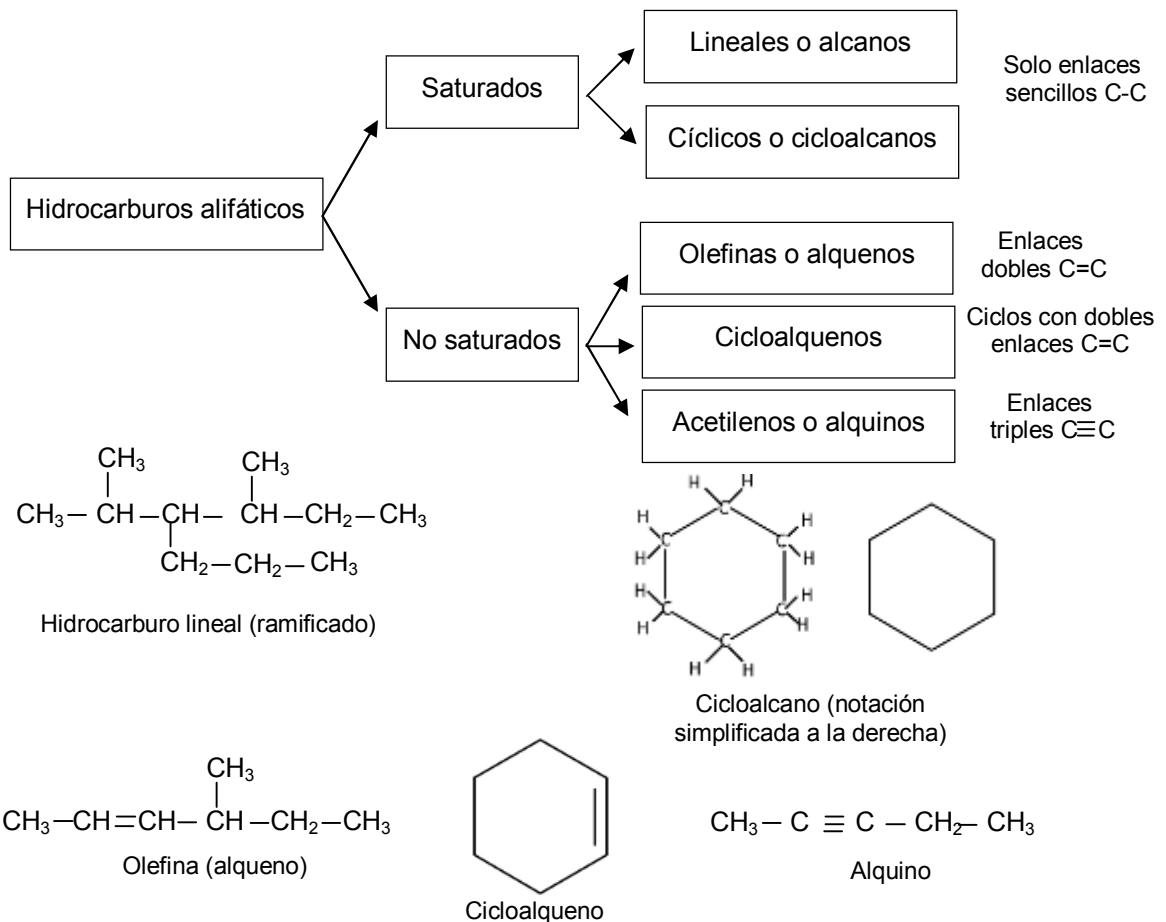 Lineales o alcanos
Solo enlaces
sencillos C-C
Saturados
Cíclicos o cicloalcanos
Hidrocarburos alifáticos
Olefinas o alquenos
Enlaces
dobles C=C
No saturados
Cicloalquenos
Ciclos con dobles
enlaces C=C
Acetilenos o alquinos
Enlaces
triples C≡C
CH₃ CH₃
CH₃–CH–CH–CH–CH₂–CH₃
CH₂–CH₂–CH₃
Hidrocarburo lineal (ramificado)
H H
H C H
H C C H
H H
H H
H C C H
H C H
H H
Cicloalcano (notación
simplificada a la derecha)
CH₃
CH₃–CH=CH–CH–CH₂–CH₃
Olefina (alqueno)
Cicloalqueno
CH₃–C≡C–CH₂–CH₃
Alquino